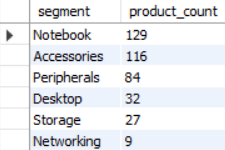 segment product_count
Notebook 129
Accessories 116
Peripherals 84
Desktop 32
Storage 27
Networking 9